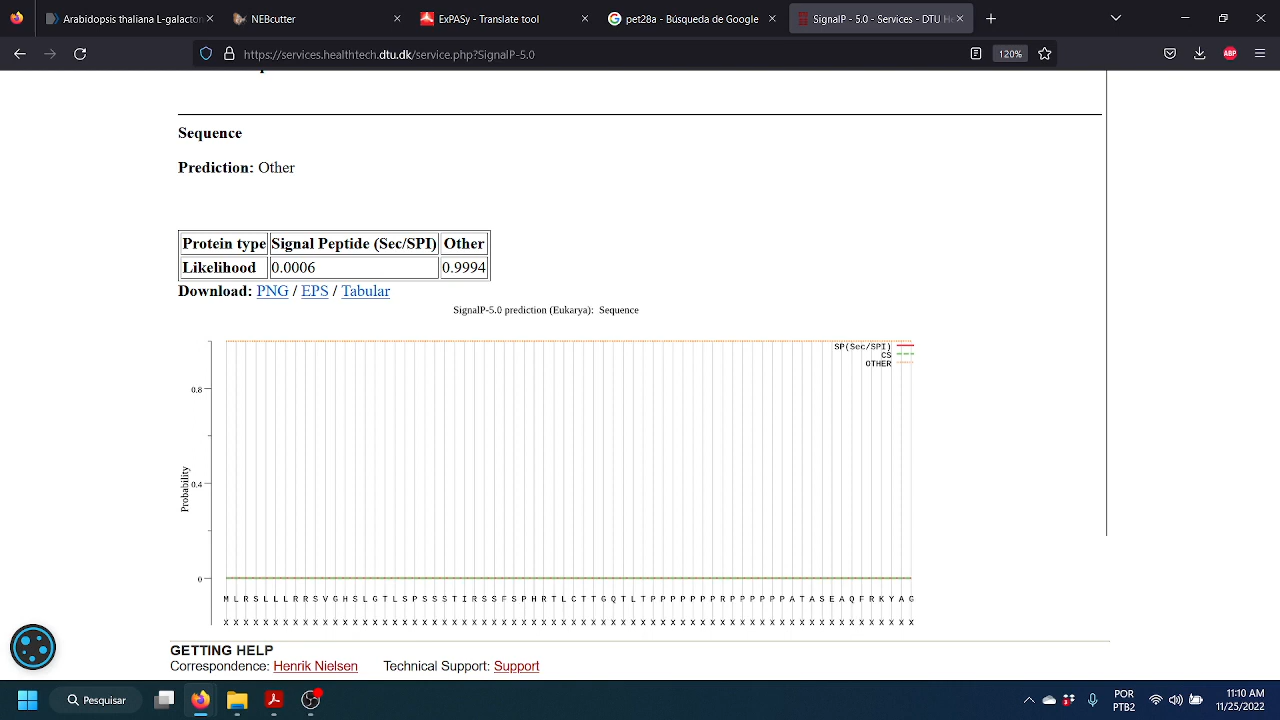 Arabdopis thaliana L-galactor
NEBcutter
ExPASy - Translate tool
pet28a - Búsqueda de Google
SignalP - 5.0 - Services - DTU He
https://services.healthtech.dtu.dk/service.php?SignalP-5.0
120%
ABP
Sequence
Prediction: Other
Protein type Signal Peptide (Sec/SPI) Other
Likelihood 0.0006 0.9994
Download: PNG / EPS / Tabular
SignalP-5.0 prediction (Eukarya): Sequence
SP(Sec/SPI)
CS
OTHER
0.8
0.4
Probability
0
M L R S L L L R R S V G H S L G T L S P S S S T I R S S F S P H R T L C T T G Q T L T P P P P P P P R P P P P P P A T A S E A Q F R K Y A G
X X X X X X X X X X X X X X X X X X X X X X X X X X X X X X X X X X X X X X X X X X X X X X X X X X X X X X X X X X X X X X X X X X X X X X
GETTING HELP
Correspondence: Henrik Nielsen Technical Support: Support
Pesquisar
3
POR
PTB2
11:10 AM
11/25/2022